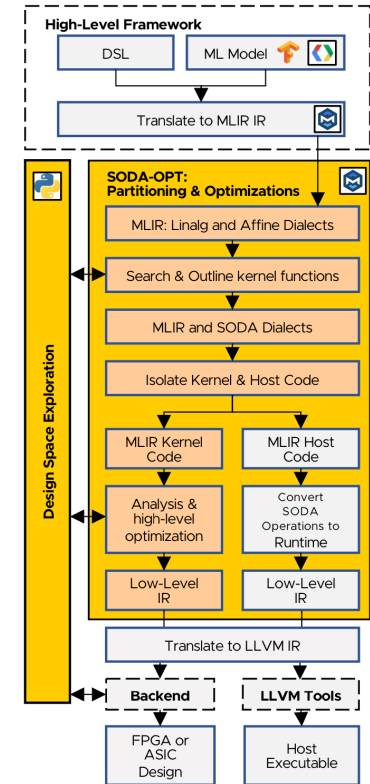 High-Level Framework
DSL
ML Model
Translate to MLIR IR
SODA-OPT:
Partitioning & Optimizations
MLIR: Linalg and Affine Dialects
Search & Outline kernel functions
MLIR and SODA Dialects
Isolate Kernel & Host Code
Design Space Exploration
MLIR Kernel
Code
MLIR Host
Code
Analysis &
high-level
optimization
Convert
SODA
Operations to
Runtime
Low-Level
IR
Low-Level
IR
Translate to LLVM IR
Backend
LLVM Tools
FPGA or
ASIC
Design
Host
Executable